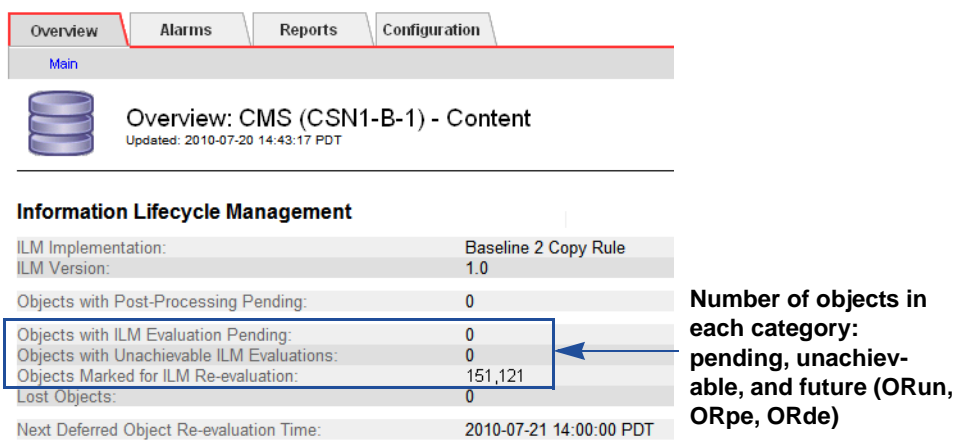 Overview Alarms Reports Configuration
Main
Overview: CMS (CSN1-B-1) - Content
Updated: 2010-07-20 14:43:17 PDT
Information Lifecycle Management
ILM Implementation: Baseline 2 Copy Rule
ILM Version: 1.0
Objects with Post-Processing Pending: 0
Objects with ILM Evaluation Pending: 0
Objects with Unachievable ILM Evaluations: 0
Objects Marked for ILM Re-evaluation: 151,121
Lost Objects: 0
Next Deferred Object Re-evaluation Time: 2010-07-21 14:00:00 PDT
Number of objects in
each category:
pending, unachiev-
able, and future (ORun,
ORpe, ORde)